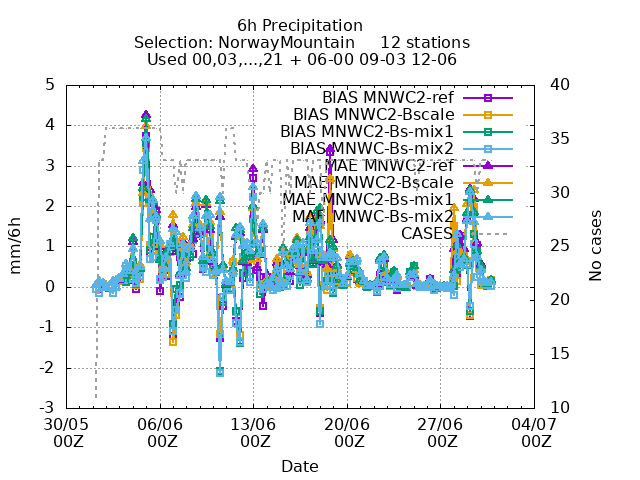 6h Precipitation
Selection: NorwayMountain     12 stations
Used 00,03,...,21 + 06-00 09-03 12-06
BIAS MNWC2-ref
BIAS MNWC2-Bscale
BIAS MNWC2-Bs-mix1
BIAS MNWC-Bs-mix2
MAE MNWC2-ref
MAE MNWC2-Bscale
MAE MNWC2-Bs-mix1
MAE MNWC-Bs-mix2
CASES
mm/6h
5
4
3
2
1
0
-1
-2
-3
No cases
40
35
30
25
20
15
10
30/05 06/06 13/06 20/06 27/06 04/07
00Z 00Z 00Z 00Z 00Z 00Z
Date